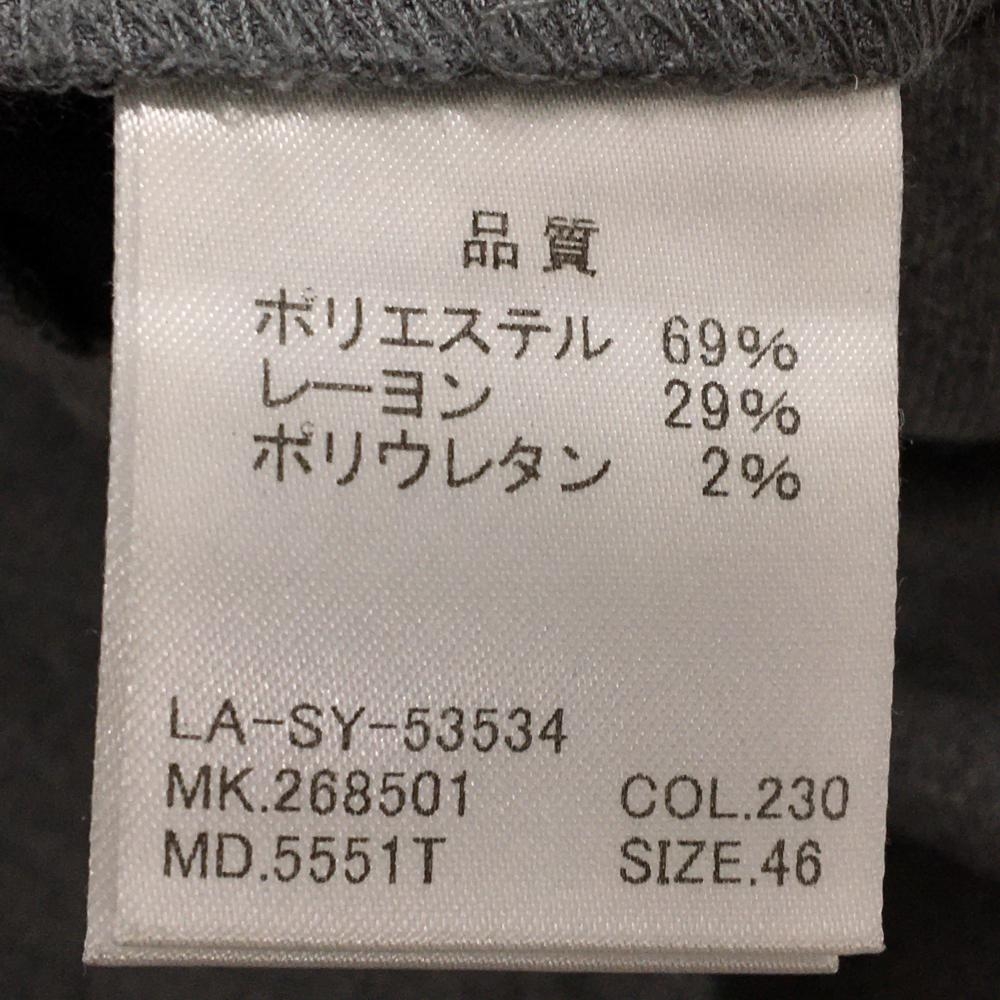 品質
ポリエステル 69%
レーヨン 29%
ポリウレタン 2%
LA-SY-53534
MK.268501 COL.230
MD.5551T SIZE.46